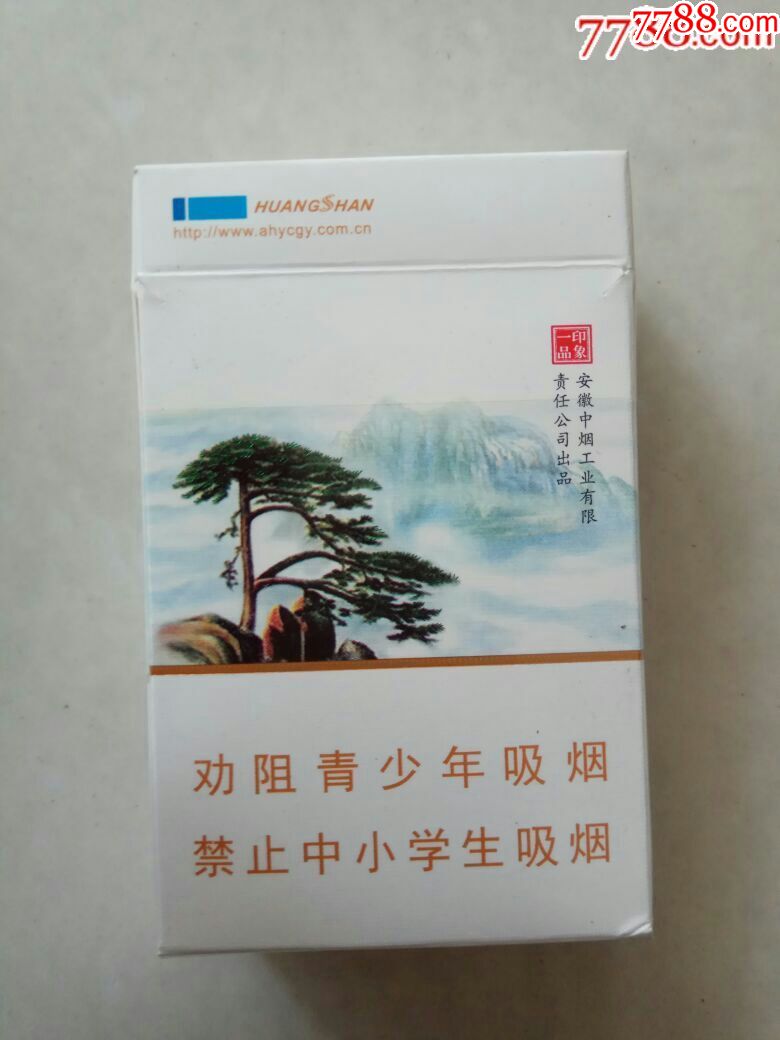 7788.com
7788.com
HUANGSHAN
http://www.ahycgy.com.cn
印象
一品
安徽中烟工业有限
责任公司出品
劝阻青少年吸烟
禁止中小学生吸烟